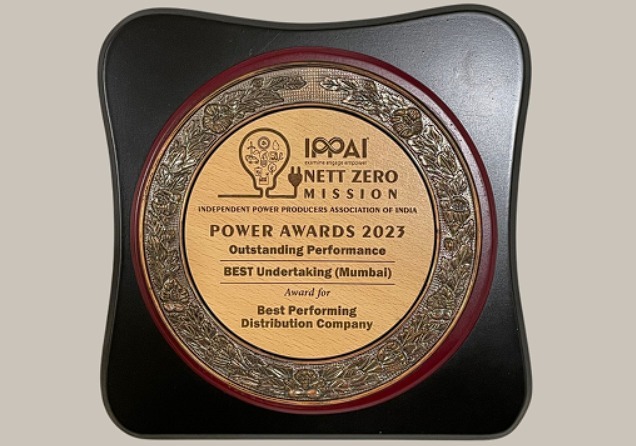 IPPAI
examine engage empower
NETT ZERO
MISSION
INDEPENDENT POWER PRODUCERS ASSOCIATION OF INDIA
POWER AWARDS 2023
Outstanding Performance
BEST Undertaking (Mumbai)
Award for
Best Performing
Distribution Company